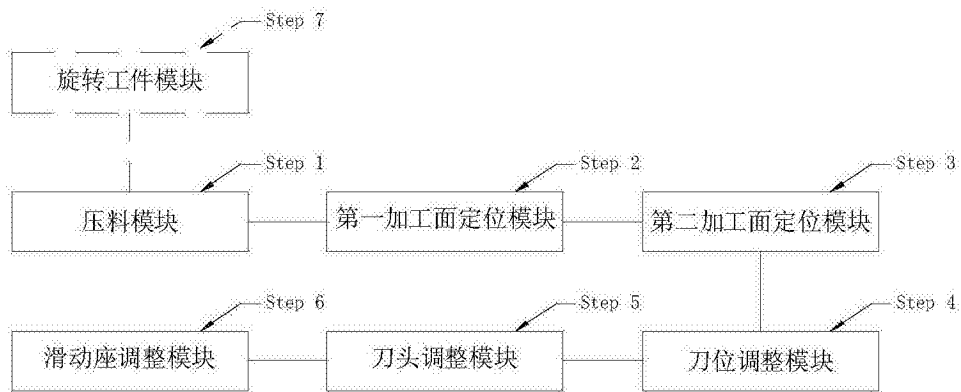 Step 7
旋转工件模块
Step 1
Step 2
Step 3
压料模块
第一加工面定位模块
第二加工面定位模块
Step 6
Step 5
Step 4
滑动座调整模块
刀头调整模块
刀位调整模块